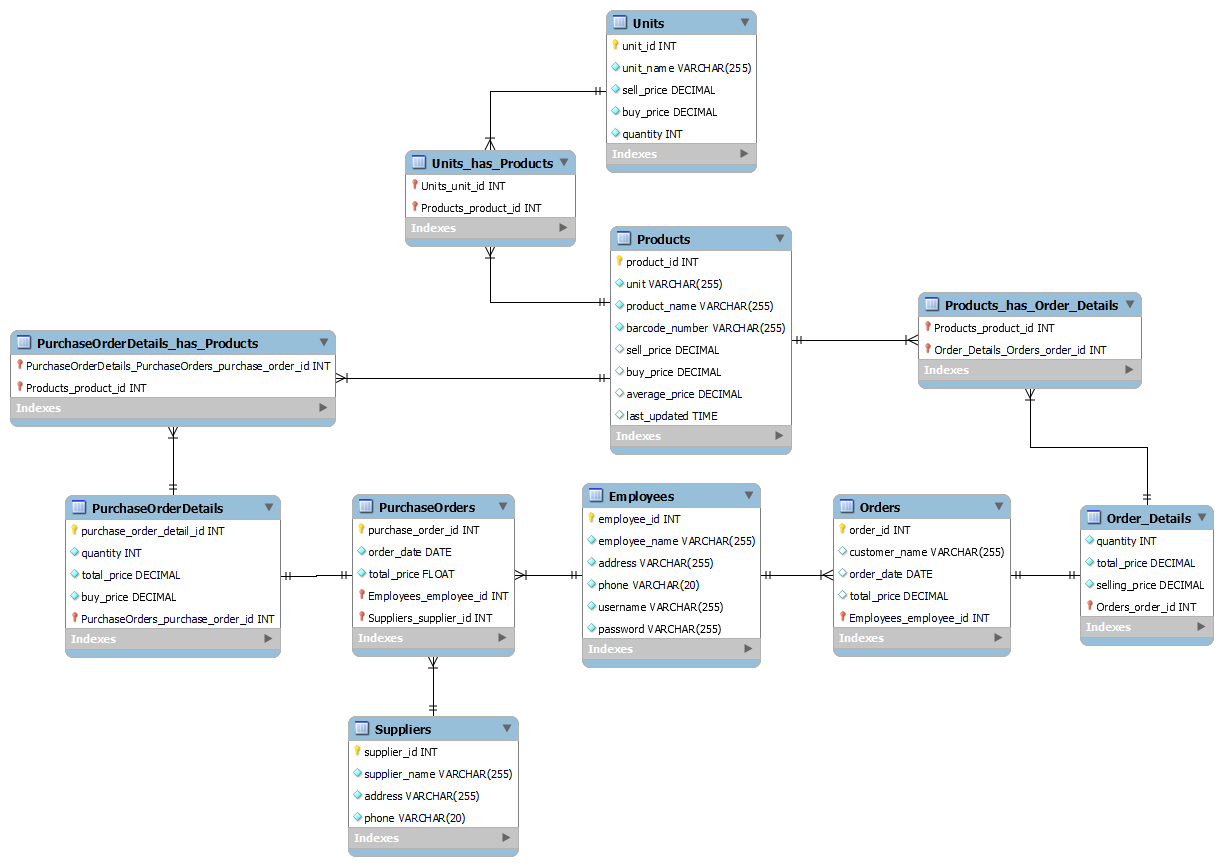 Units
unit_id INT
unit_name VARCHAR(255)
sell_price DECIMAL
buy_price DECIMAL
quantity INT
Indexes
Units_has_Products
Units_unit_id INT
Products_product_id INT
Indexes
Products
product_id INT
unit VARCHAR(255)
product_name VARCHAR(255)
barcode_number VARCHAR(255)
sell_price DECIMAL
buy_price DECIMAL
average_price DECIMAL
last_updated TIME
Indexes
Products_has_Order_Details
Products_product_id INT
Order_Details_Orders_order_id INT
Indexes
PurchaseOrderDetails_has_Products
PurchaseOrderDetails_PurchaseOrders_purchase_order_id INT
Products_product_id INT
Indexes
PurchaseOrderDetails
purchase_order_detail_id INT
quantity INT
total_price DECIMAL
buy_price DECIMAL
PurchaseOrders_purchase_order_id INT
Indexes
PurchaseOrders
purchase_order_id INT
order_date DATE
total_price FLOAT
Employees_employee_id INT
Suppliers_supplier_id INT
Indexes
Employees
employee_id INT
employee_name VARCHAR(255)
address VARCHAR(255)
phone VARCHAR(20)
username VARCHAR(255)
password VARCHAR(255)
Indexes
Orders
order_id INT
customer_name VARCHAR(255)
order_date DATE
total_price DECIMAL
Employees_employee_id INT
Indexes
Order_Details
quantity INT
total_price DECIMAL
selling_price DECIMAL
Orders_order_id INT
Indexes
Suppliers
supplier_id INT
supplier_name VARCHAR(255)
address VARCHAR(255)
phone VARCHAR(20)
Indexes